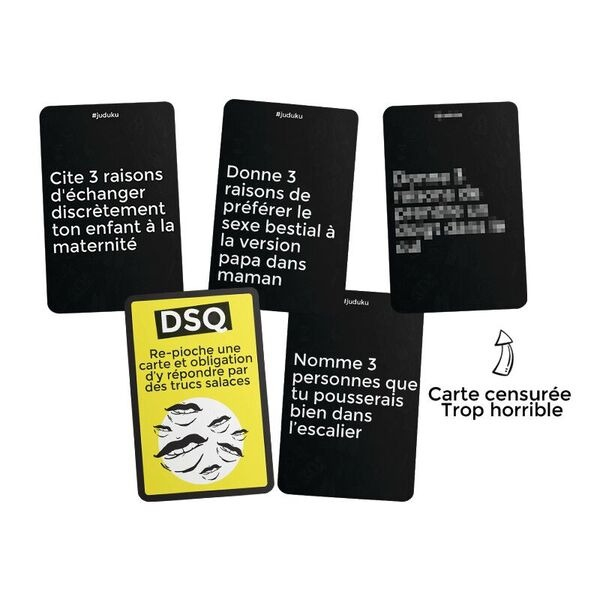 #juduku
Cite 3 raisons
d'échanger
discrètement
ton enfant à la
maternité
#juduku
Donne 3
raisons de
préférer le
sexe bestial à
la version
papa dans
maman
DSQ
Re-pioche une
carte et obligation
d'y répondre par
des trucs salaces
#juduku
Nomme 3
personnes que
tu pousserais
bien dans
l'escalier
Carte censurée
Trop horrible